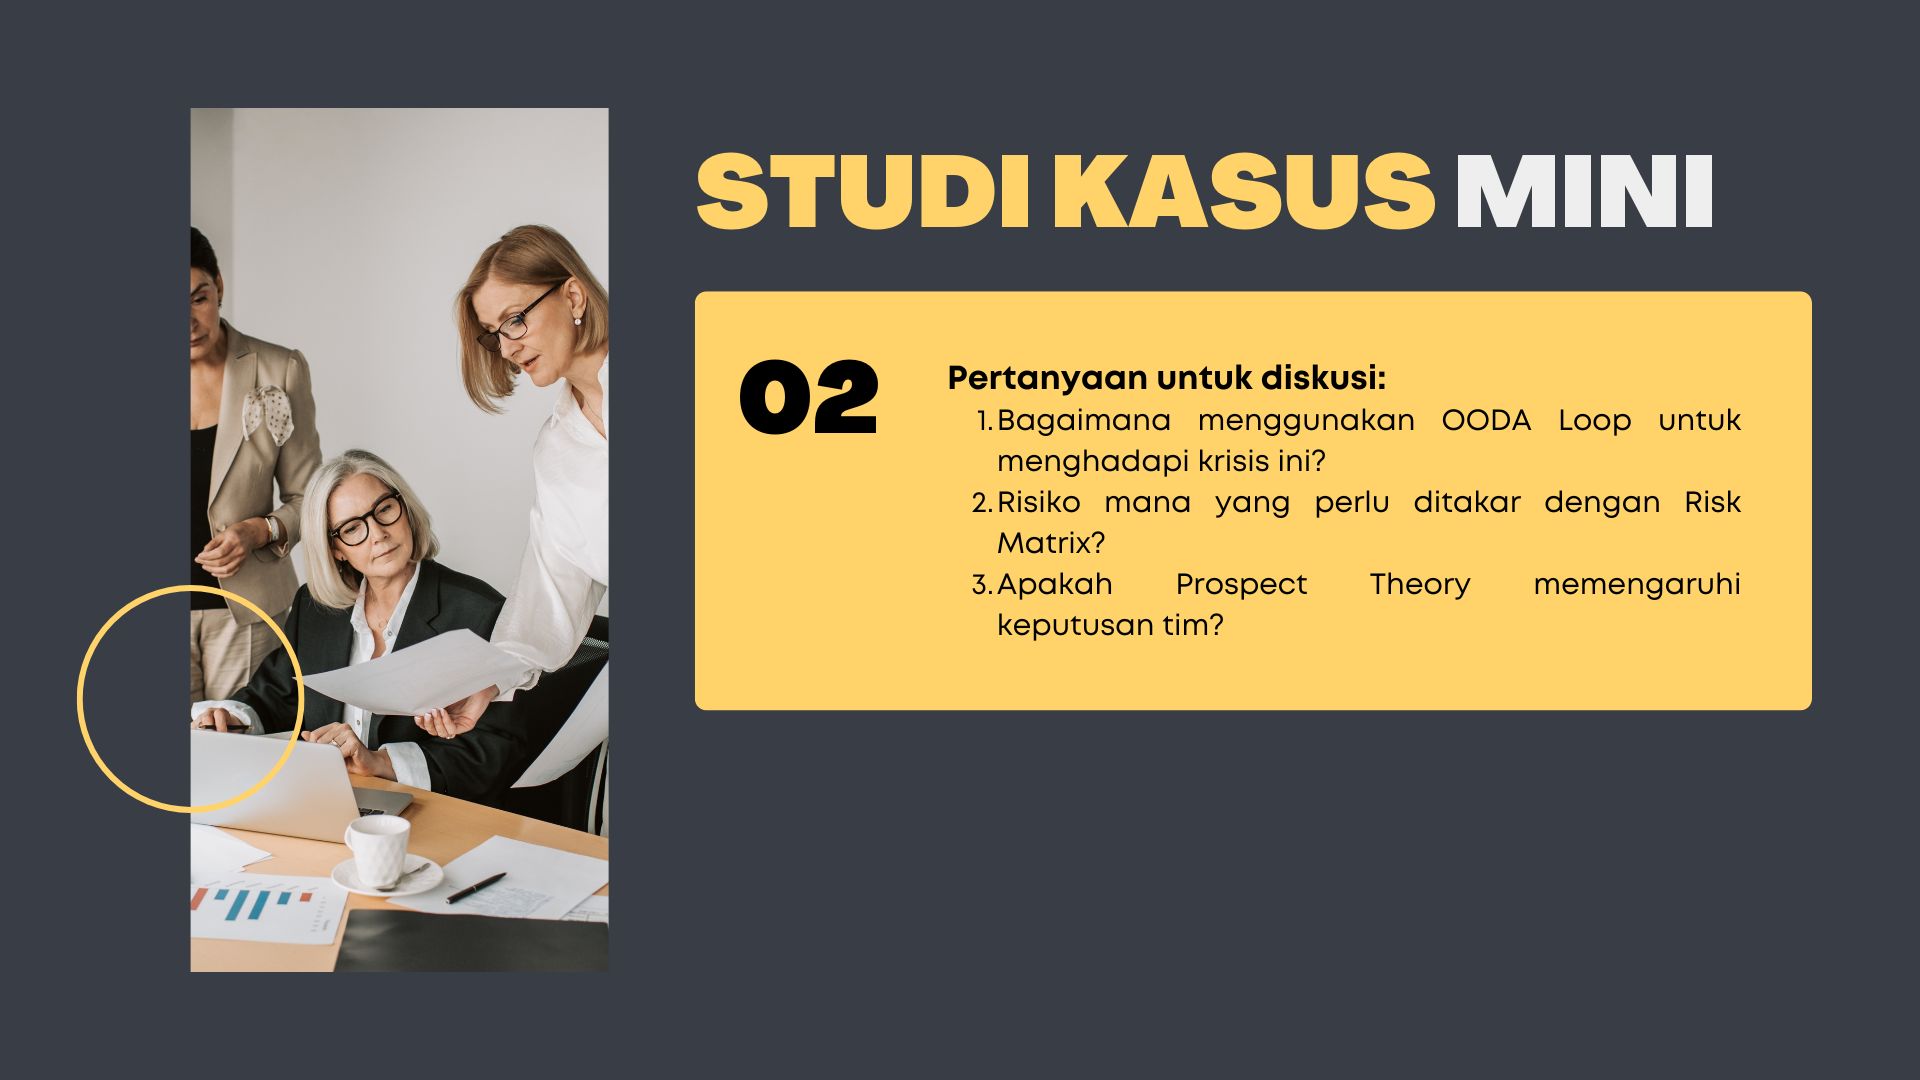 STUDI KASUS MINI
02
Pertanyaan untuk diskusi:
1. Bagaimana menggunakan OODA Loop untuk
menghadapi krisis ini?
2. Risiko mana yang perlu ditakar dengan Risk
Matrix?
3. Apakah Prospect Theory memengaruhi
keputusan tim?